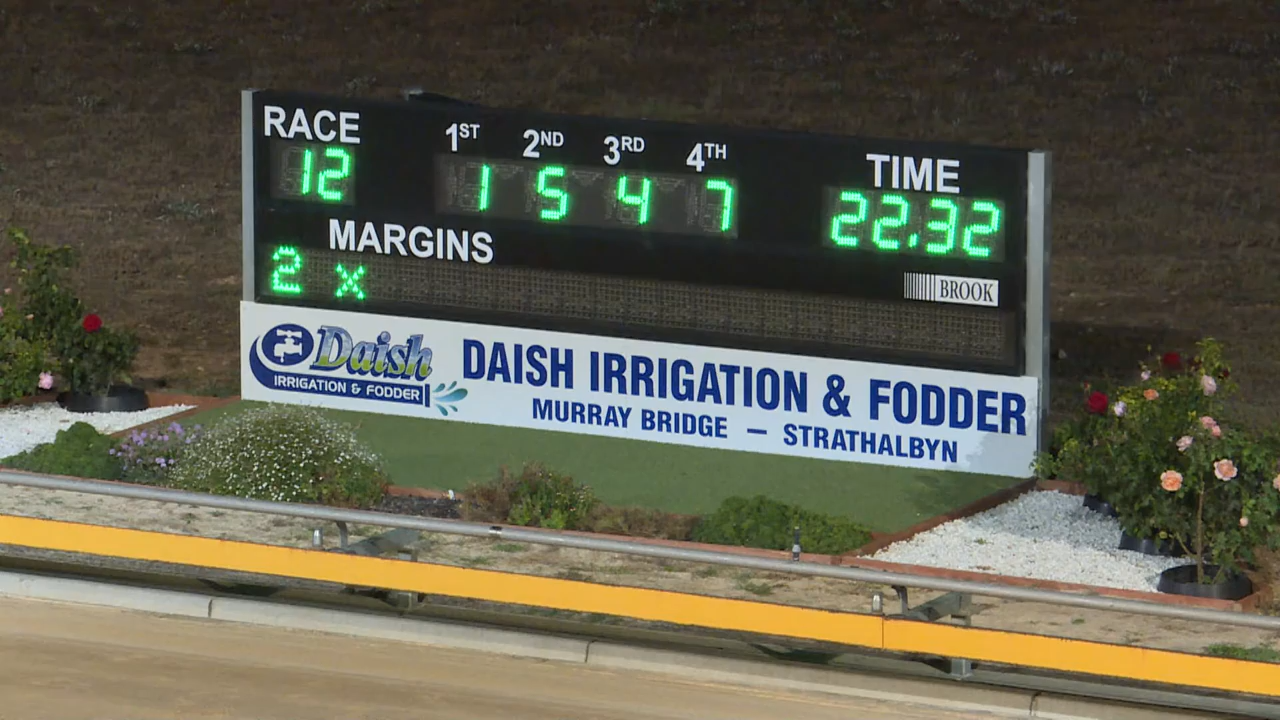 RACE 1ST 2ND 3RD 4TH TIME
12 1 5 4 7 22.32
MARGINS
2 x
BROOK
Daish
IRRIGATION & FODDER
DAISH IRRIGATION & FODDER
MURRAY BRIDGE — STRATHALBYN